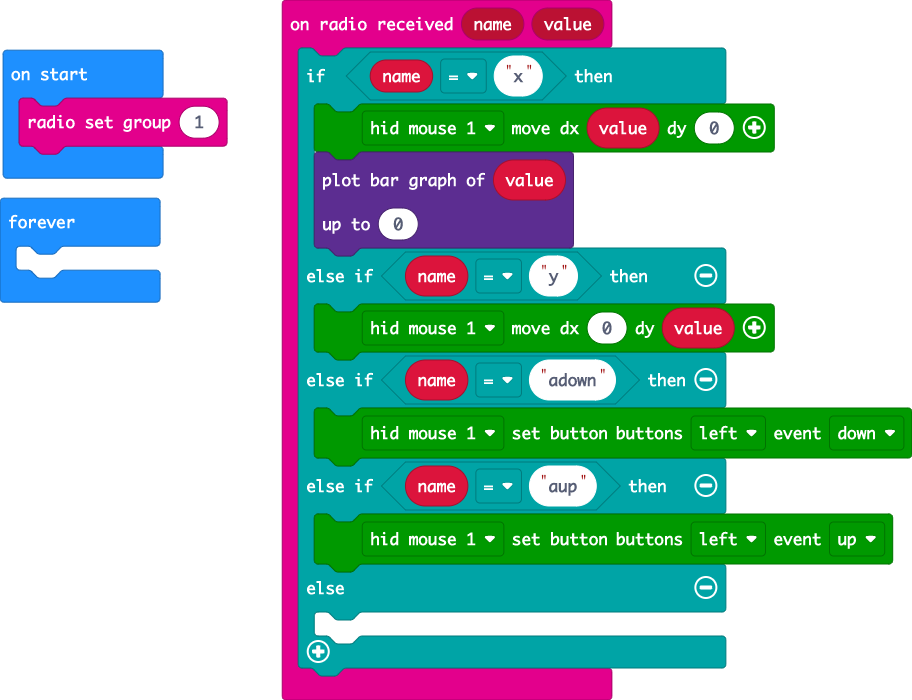 on start
radio set group 1
forever
on radio received name value
if name = "x" then
hid mouse 1 move dx value dy 0
plot bar graph of value
up to 0
else if name = "y" then
hid mouse 1 move dx 0 dy value
else if name = "adown" then
hid mouse 1 set button buttons left event down
else if name = "aup" then
hid mouse 1 set button buttons left event up
else